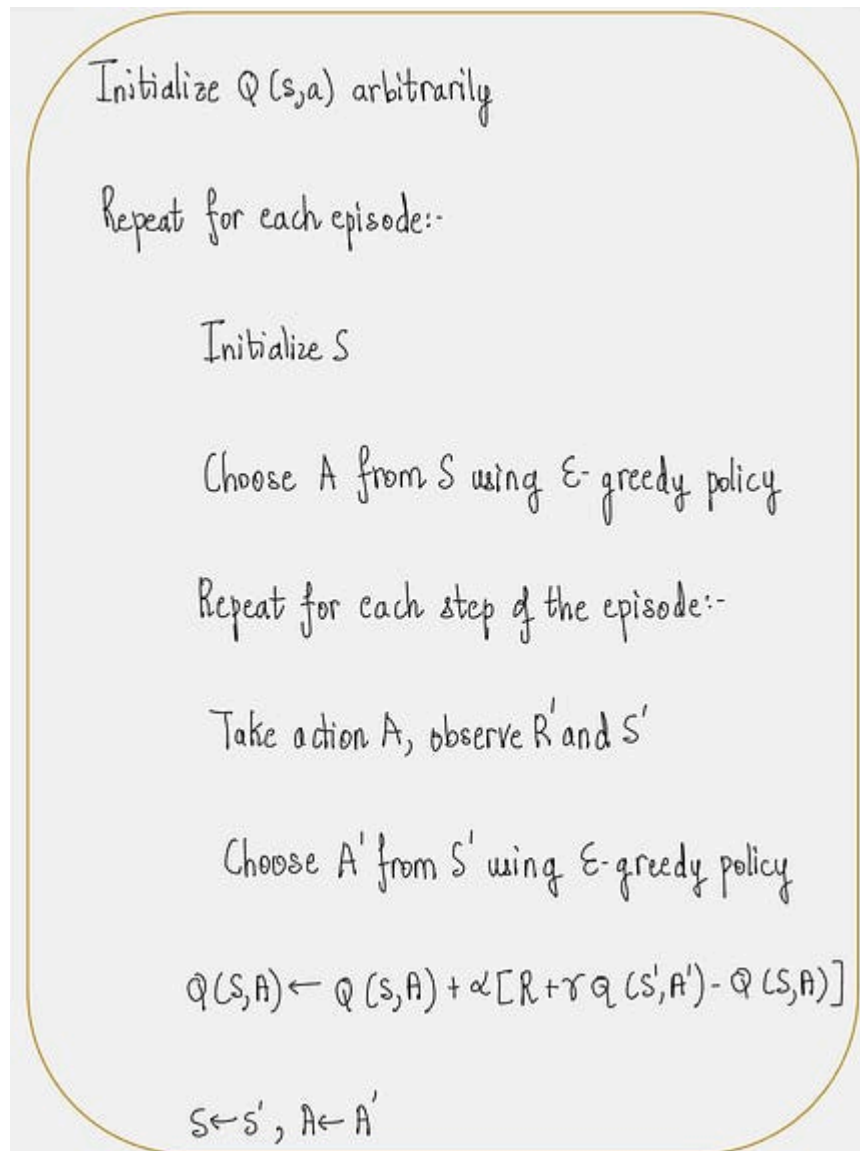 Initialize Q (s,a) arbitrarily
Repeat for each episode:-
Initialize S
Choose A from S using ε- greedy policy
Repeat for each step of the episode:-
Take action A, observe R' and S'
Choose A' from S' using ε-greedy policy
Q(S,A) ← Q (S,A) + α [R + γ q (S',A') - Q (S,A)]
S←S', A← A'